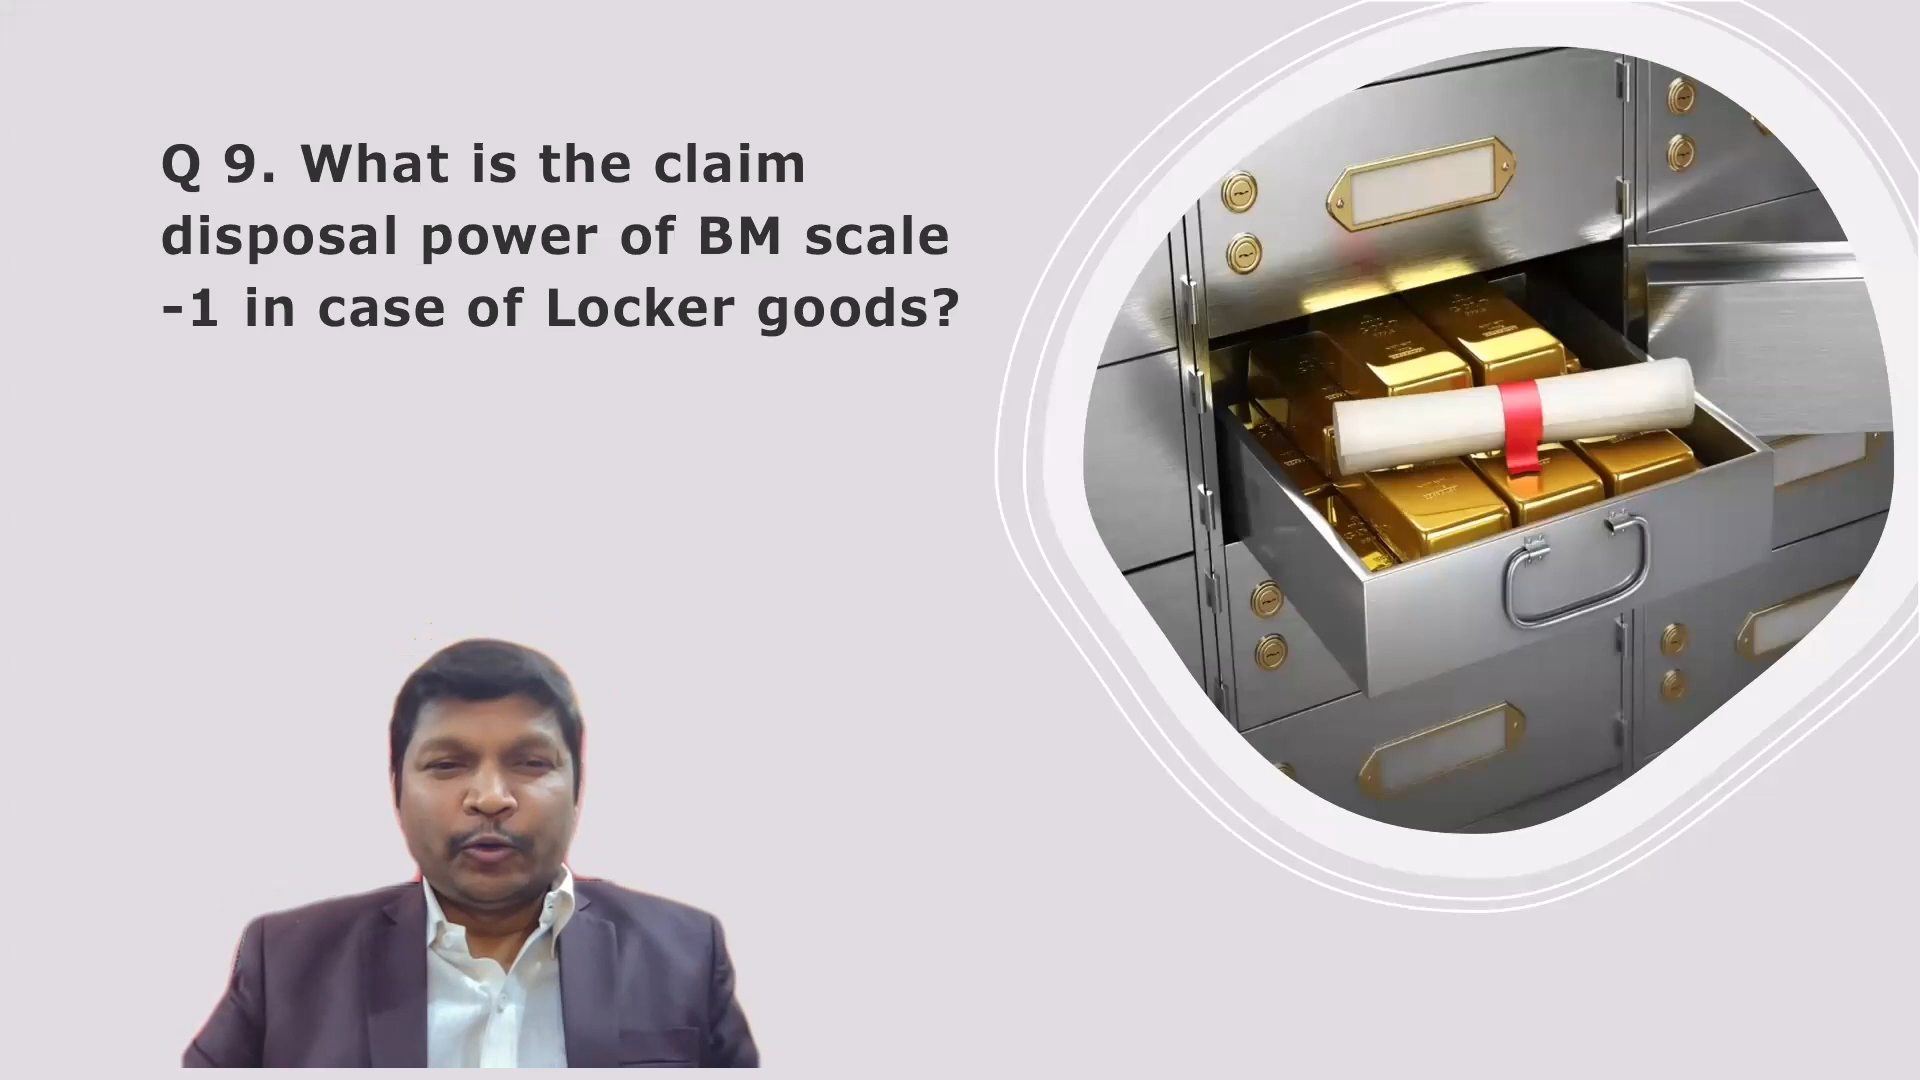 Q 9. What is the claim
disposal power of BM scale
-1 in case of Locker goods?